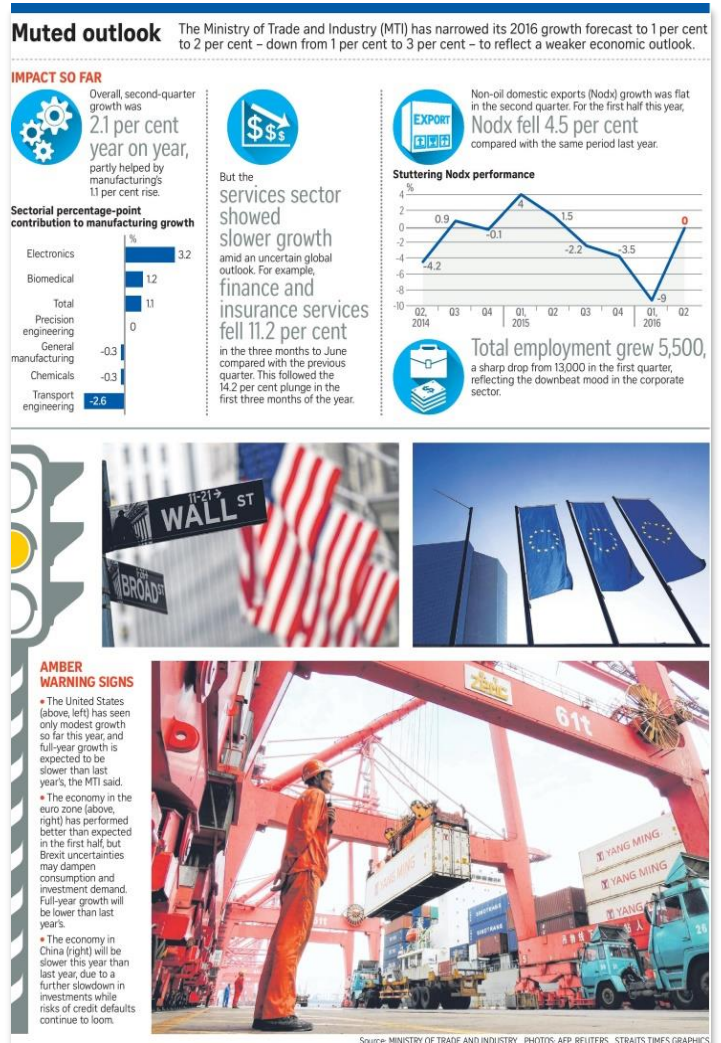 Muted outlook
The Ministry of Trade and Industry (MTI) has narrowed its 2016 growth forecast to 1 per cent
to 2 per cent – down from 1 per cent to 3 per cent – to reflect a weaker economic outlook.
IMPACT SO FAR
Overall, second-quarter
growth was
2.1 per cent
year on year,
partly helped by
manufacturing's
1.1 per cent rise.
Sectorial percentage-point
contribution to manufacturing growth
%
Electronics 3.2
Biomedical 1.2
Total 1.1
Precision
engineering 0
General
manufacturing -0.3
Chemicals -0.3
Transport
engineering -2.6
$$$
But the
services sector
showed
slower growth
amid an uncertain global
outlook. For example,
finance and
insurance services
fell 11.2 per cent
in the three months to June
compared with the previous
quarter. This followed the
14.2 per cent plunge in the
first three months of the year.
EXPORT
Non-oil domestic exports (Nodx) growth was flat
in the second quarter. For the first half this year,
Nodx fell 4.5 per cent
compared with the same period last year.
Stuttering Nodx performance
%
4
2
0
-2
-4
-6
-8
-10
-4.2
0.9
-0.1
4
1.5
-2.2
-3.5
-9
0
Q2, Q3 Q4 Q1, Q2 Q3 Q4 Q1, Q2
2014 2015 2016
Total employment grew 5,500,
a sharp drop from 13,000 in the first quarter,
reflecting the downbeat mood in the corporate
sector.
11-21→
WALL ST
BROAD ST
AMBER
WARNING SIGNS
• The United States
(above, left) has seen
only modest growth
so far this year, and
full-year growth is
expected to be
slower than last
year's, the MTI said.
• The economy in the
euro zone (above,
right) has performed
better than expected
in the first half, but
Brexit uncertainties
may dampen
consumption and
investment demand.
Full-year growth will
be lower than last
year's.
• The economy in
China (right) will be
slower this year than
last year, due to a
further slowdown in
investments while
risks of credit defaults
continue to loom.
ZPMC
61t
YANG MING
YANG MING
YANG MING
YANG
SINOTRANS
SINOTRANS
26
Source: MINISTRY OF TRADE AND INDUSTRY PHOTOS: AFP, REUTERS STRAITS TIMES GRAPHICS